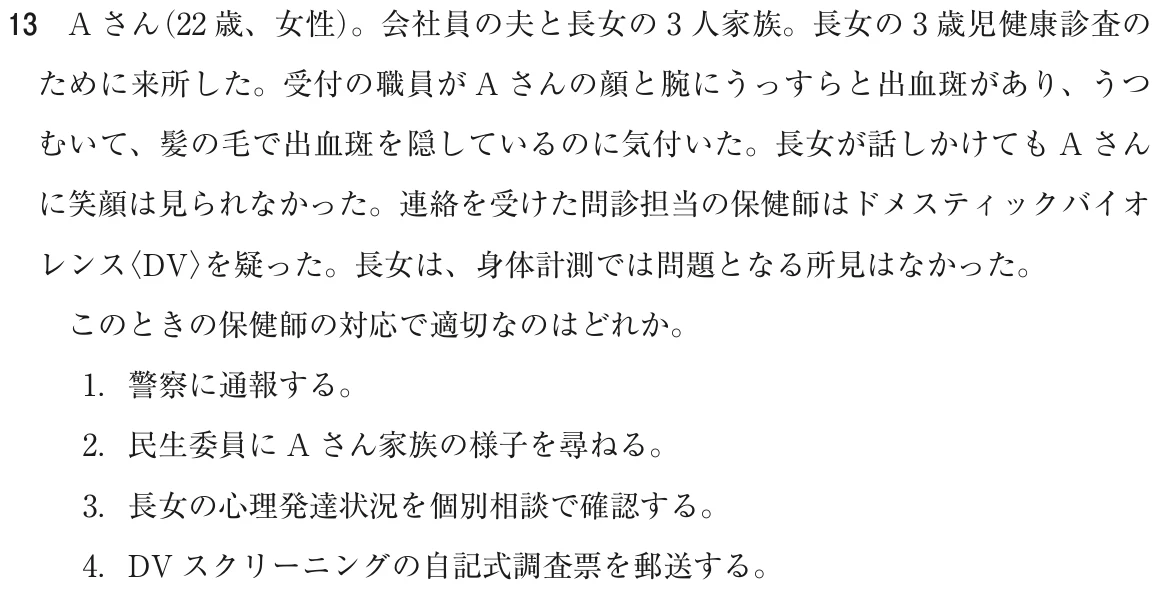 13 Aさん(22歳、女性)。会社員の夫と長女の3人家族。長女の3歳児健康診査の
ために来所した。受付の職員がAさんの顔と腕にうっすらと出血斑があり、うつ
むいて、髪の毛で出血斑を隠しているのに気付いた。長女が話しかけてもAさん
に笑顔は見られなかった。連絡を受けた問診担当の保健師はドメスティックバイオ
レンス〈DV〉を疑った。長女は、身体計測では問題となる所見はなかった。
このときの保健師の対応で適切なのはどれか。
1. 警察に通報する。
2. 民生委員にAさん家族の様子を尋ねる。
3. 長女の心理発達状況を個別相談で確認する。
4. DVスクリーニングの自記式調査票を郵送する。